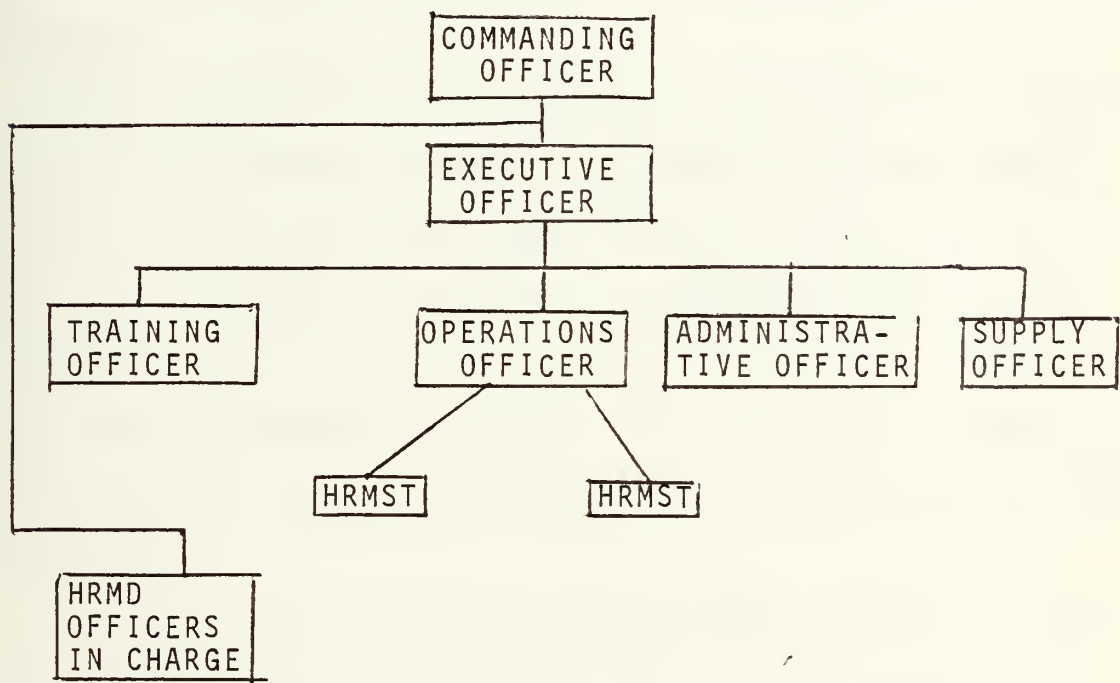 COMMANDING
OFFICER
EXECUTIVE
OFFICER
TRAINING
OFFICER
OPERATIONS
OFFICER
ADMINISTRA-
TIVE OFFICER
SUPPLY
OFFICER
HRMST
HRMST
HRMD
OFFICERS
IN CHARGE